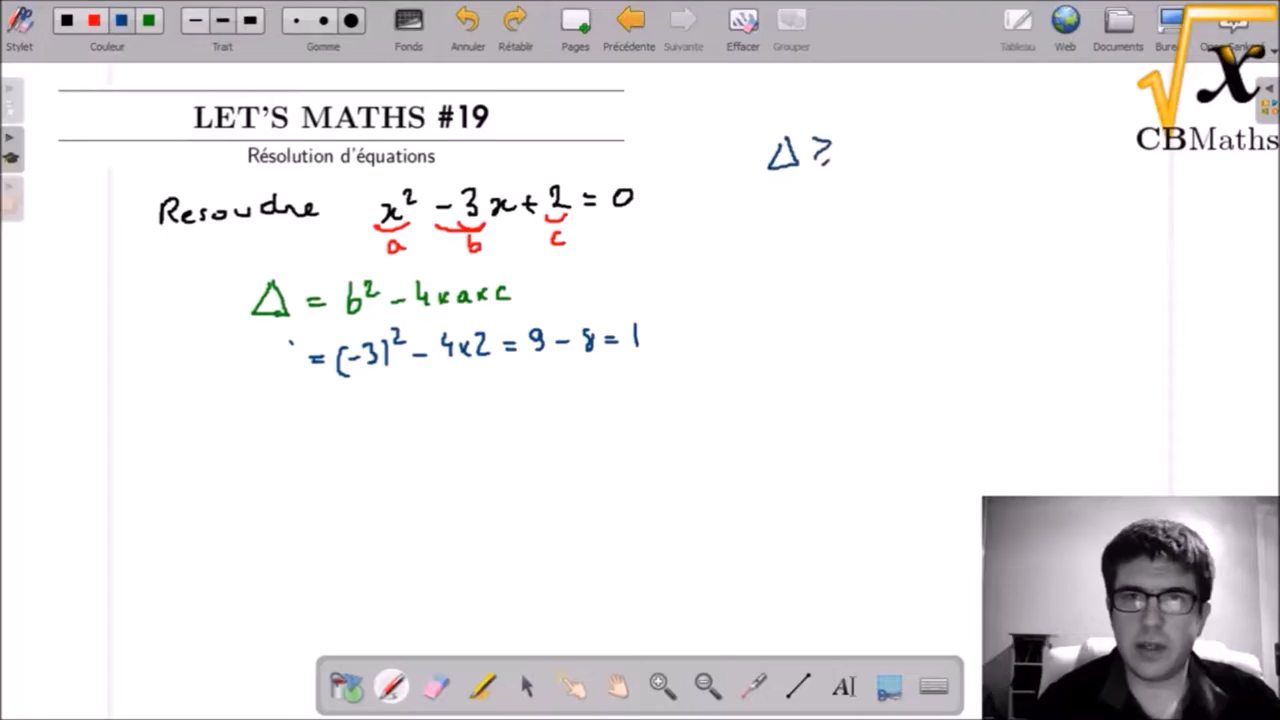 Stylet Couleur Trait Gomme Fonds Annuler Rétablir Pages Précédente Suivante Effacer Grouper Tableau Web Documents
x
CBMaths
LET'S MATHS #19
Résolution d'équations
Δ ?
Resoudre x² - 3x + 2 = 0
a b c
Δ = b² - 4×a×c
= (-3)² - 4×2 = 9 - 8 = 1
AI